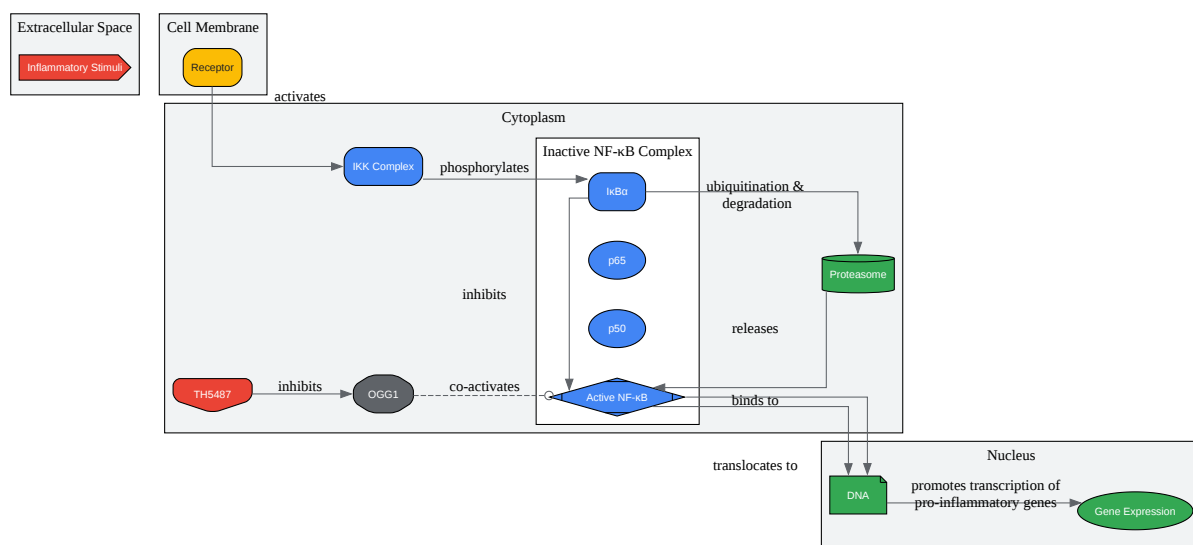 Extracellular Space
Inflammatory Stimuli
Cell Membrane
Receptor
activates
Cytoplasm
IKK Complex
phosphorylates
Inactive NF-κB Complex
IκBα
ubiquitination &
degradation
p65
Proteasome
inhibits
p50
releases
TH5487
inhibits
OGG1
co-activates
Active NF-κB
binds to
translocates to
Nucleus
DNA
promotes transcription of
pro-inflammatory genes
Gene Expression